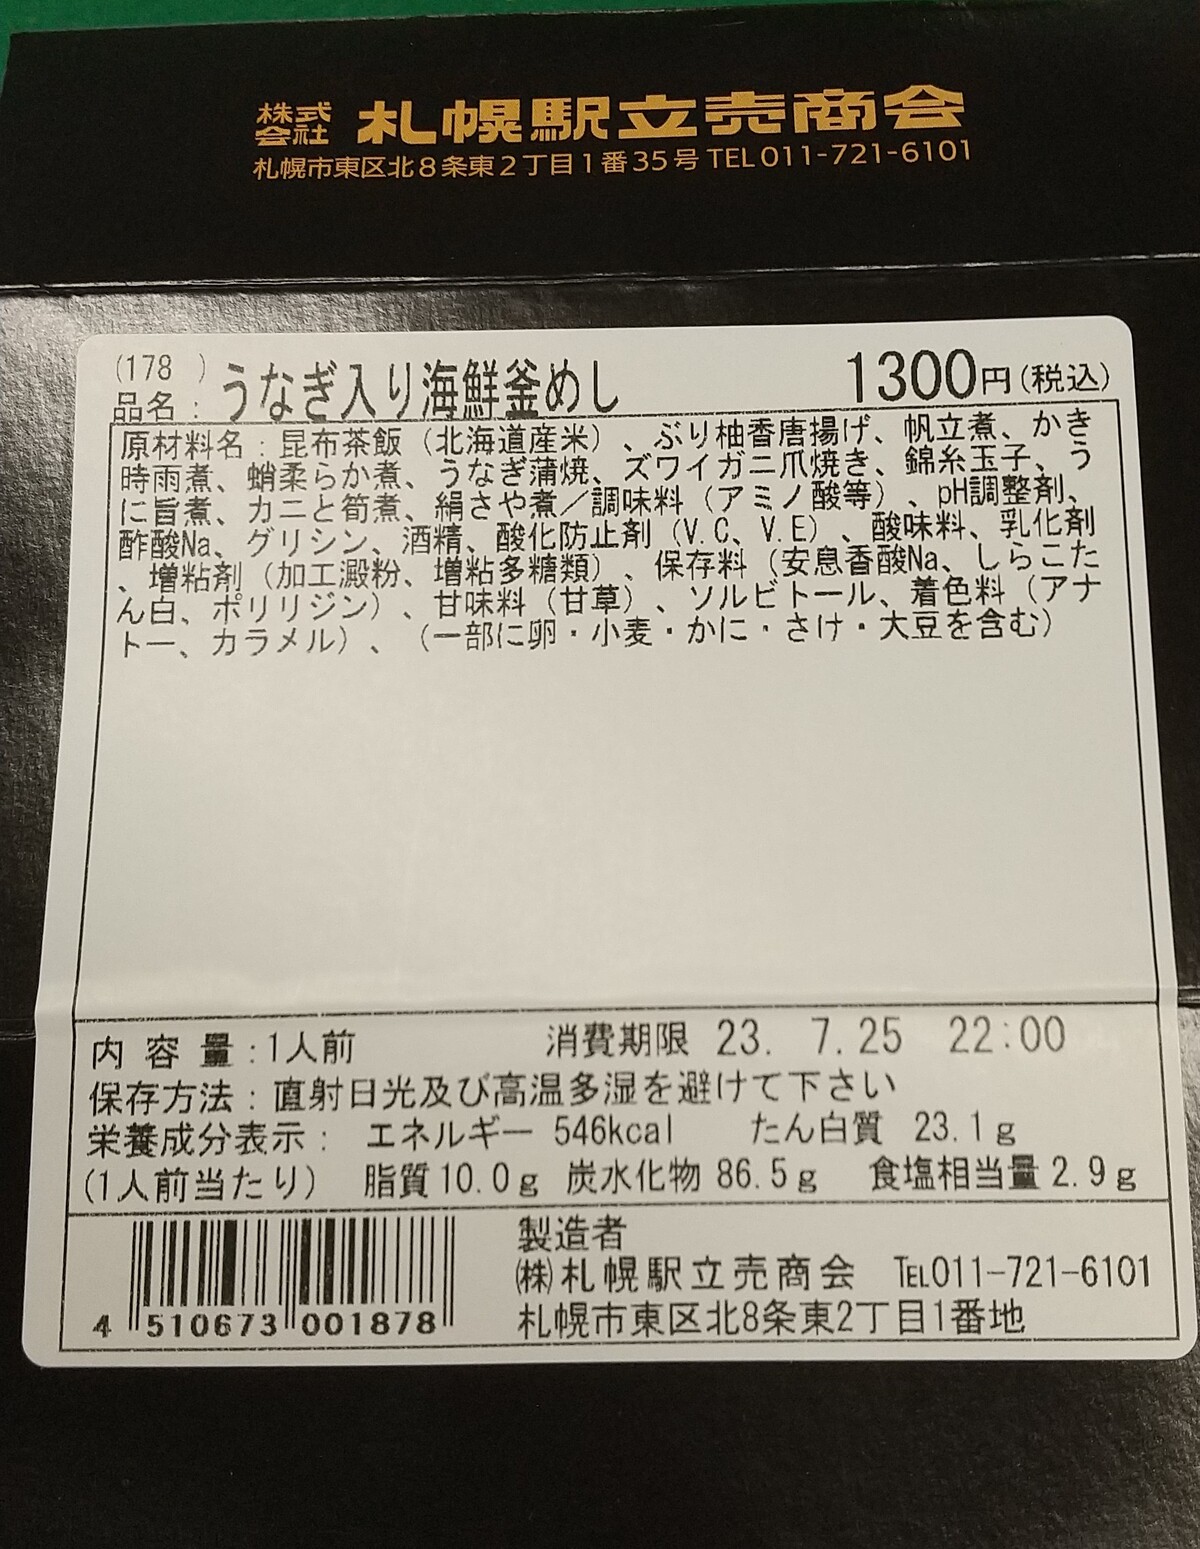 株式会社 札幌駅立売商会
札幌市東区北8条東2丁目1番35号 TEL011-721-6101
(178 )
品名: うなぎ入り海鮮釜めし 1300円(税込)
原材料名:昆布茶飯(北海道産米)、ぶり柚香唐揚げ、帆立煮、かき
時雨煮、蛸柔らか煮、うなぎ蒲焼、ズワイガニ爪焼き、錦糸玉子、う
に旨煮、カニと筍煮、絹さや煮/調味料(アミノ酸等)、pH調整剤、
酢酸Na、グリシン、酒精、酸化防止剤(V.C、V.E)、酸味料、乳化剤
、増粘剤(加工澱粉、増粘多糖類)、保存料(安息香酸Na、しらこた
ん白、ポリリジン)、甘味料(甘草)、ソルビトール、着色料(アナ
トー、カラメル)、(一部に卵・小麦・かに・さけ・大豆を含む)
内容量:1人前 消費期限 23. 7.25 22:00
保存方法:直射日光及び高温多湿を避けて下さい
栄養成分表示: エネルギー 546kcal たん白質 23.1g
(1人前当たり) 脂質10.0g 炭水化物 86.5g 食塩相当量2.9g
製造者
(株)札幌駅立売商会 TEL011-721-6101
札幌市東区北8条東2丁目1番地
4 510673 001878